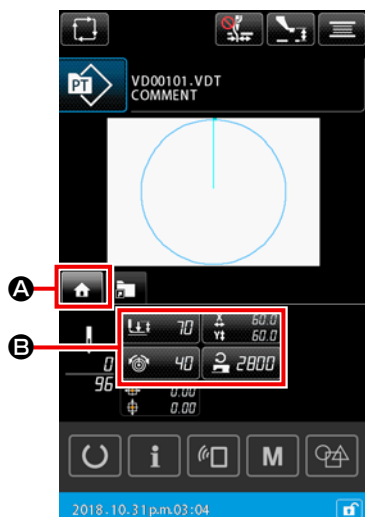 PT
VD00101.VDT
COMMENT
A
B
70
X 60.0
Y 60.0
0
40
2800
96
0.00
0.00
i
M
2018.10.31p.m.03:04